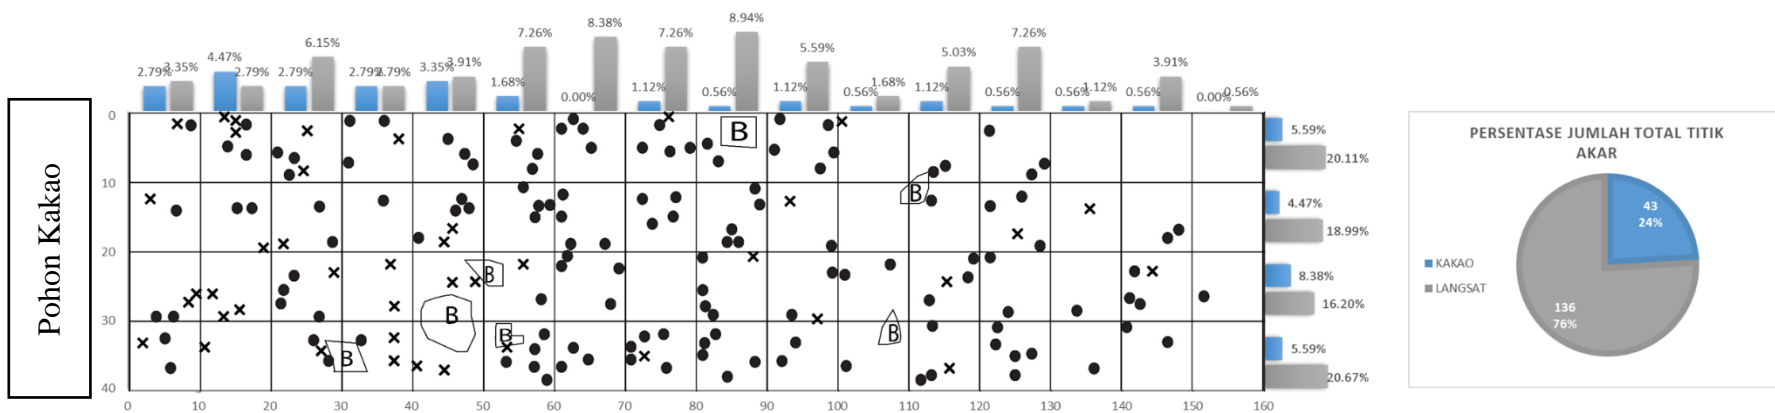 8.94%
8.38%
7.26% 7.26% 7.26%
6.15%
5.59%
5.03%
4.47%
3.91% 3.91%
3.35% 3.35%
2.79% 2.79% 2.79% 2.79% 2.79%
1.68% 1.68%
1.12% 1.12% 1.12% 1.12%
0.00% 0.56% 0.56% 0.56% 0.56% 0.56% 0.00% 0.56%
Pohon Kakao
0
10
20
30
40
B
B
B
B
B
B
B
5.59%
20.11%
4.47%
18.99%
8.38%
16.20%
5.59%
20.67%
0 10 20 30 40 50 60 70 80 90 100 110 120 130 140 150 160
PERSENTASE JUMLAH TOTAL TITIK
AKAR
43
24%
136
76%
KAKAO
LANGSAT